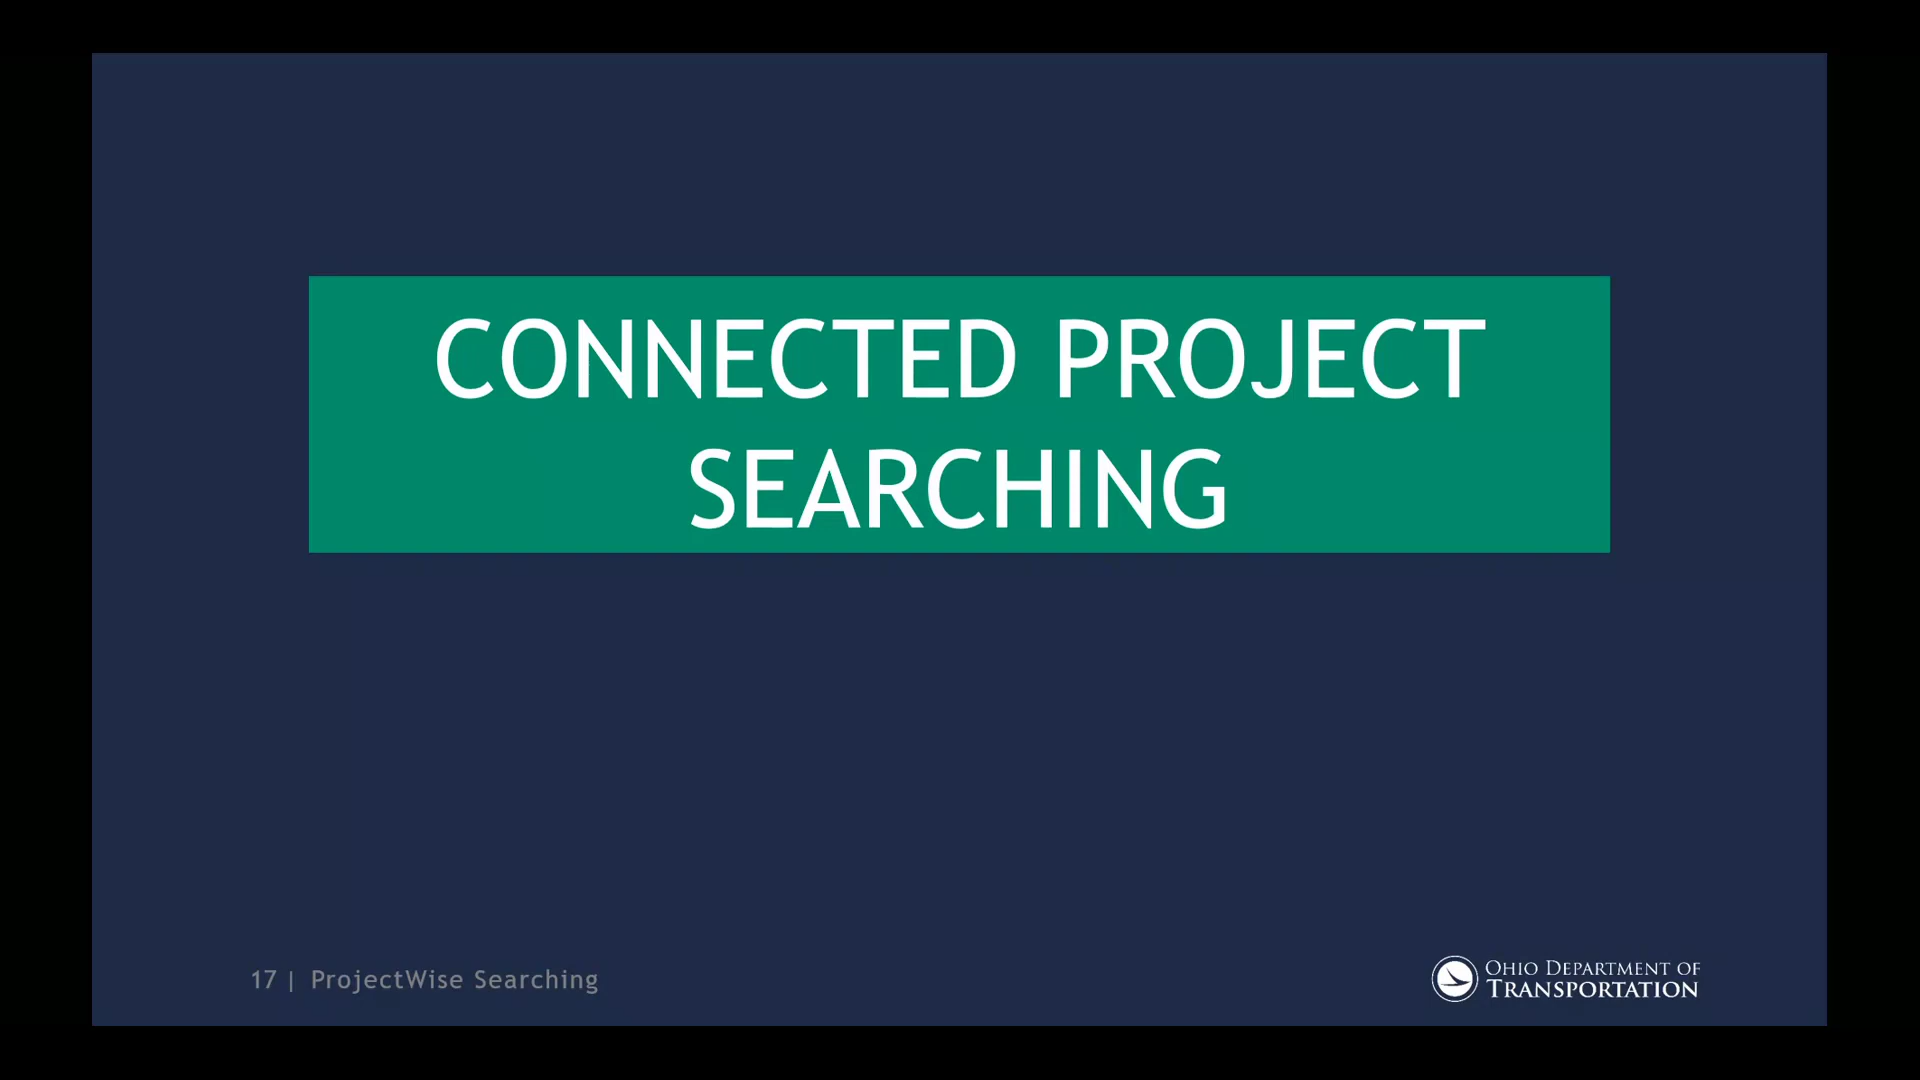 CONNECTED PROJECT
SEARCHING
17 | ProjectWise Searching
OHIO DEPARTMENT OF
TRANSPORTATION